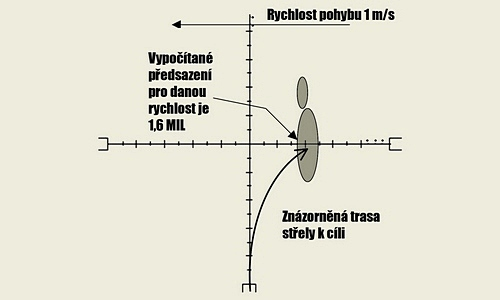 Rychlost pohybu 1 m/s
Vypočítané
předsazení
pro danou
rychlost je
1,6 MIL
Znázorněná trasa
střely k cíli